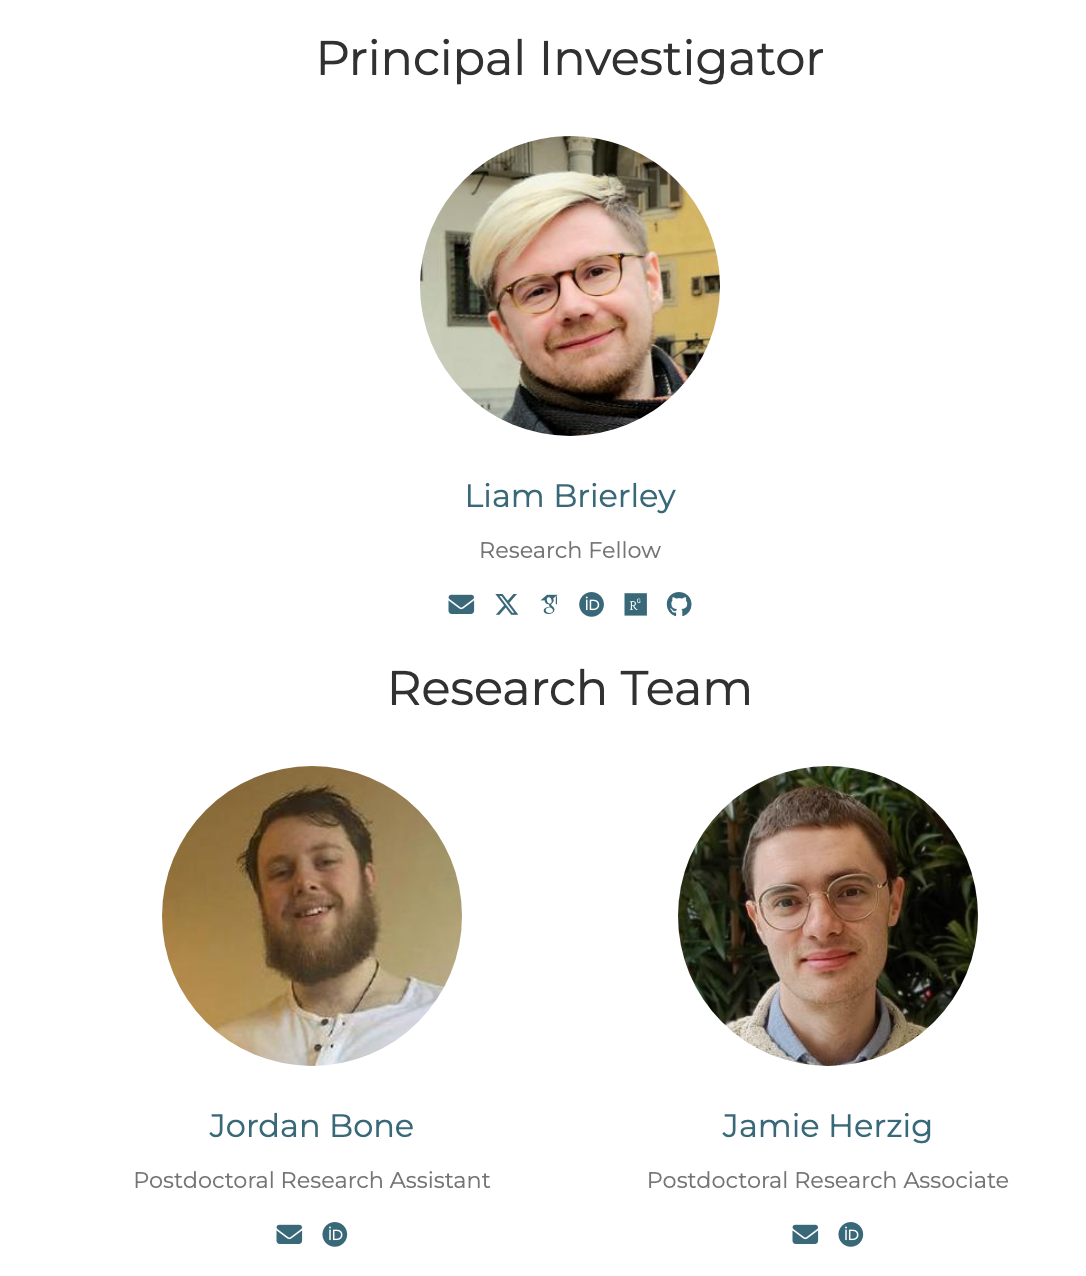 Principal Investigator
Liam Brierley
Research Fellow
Research Team
Jordan Bone
Jamie Herzig
Postdoctoral Research Assistant
Postdoctoral Research Associate